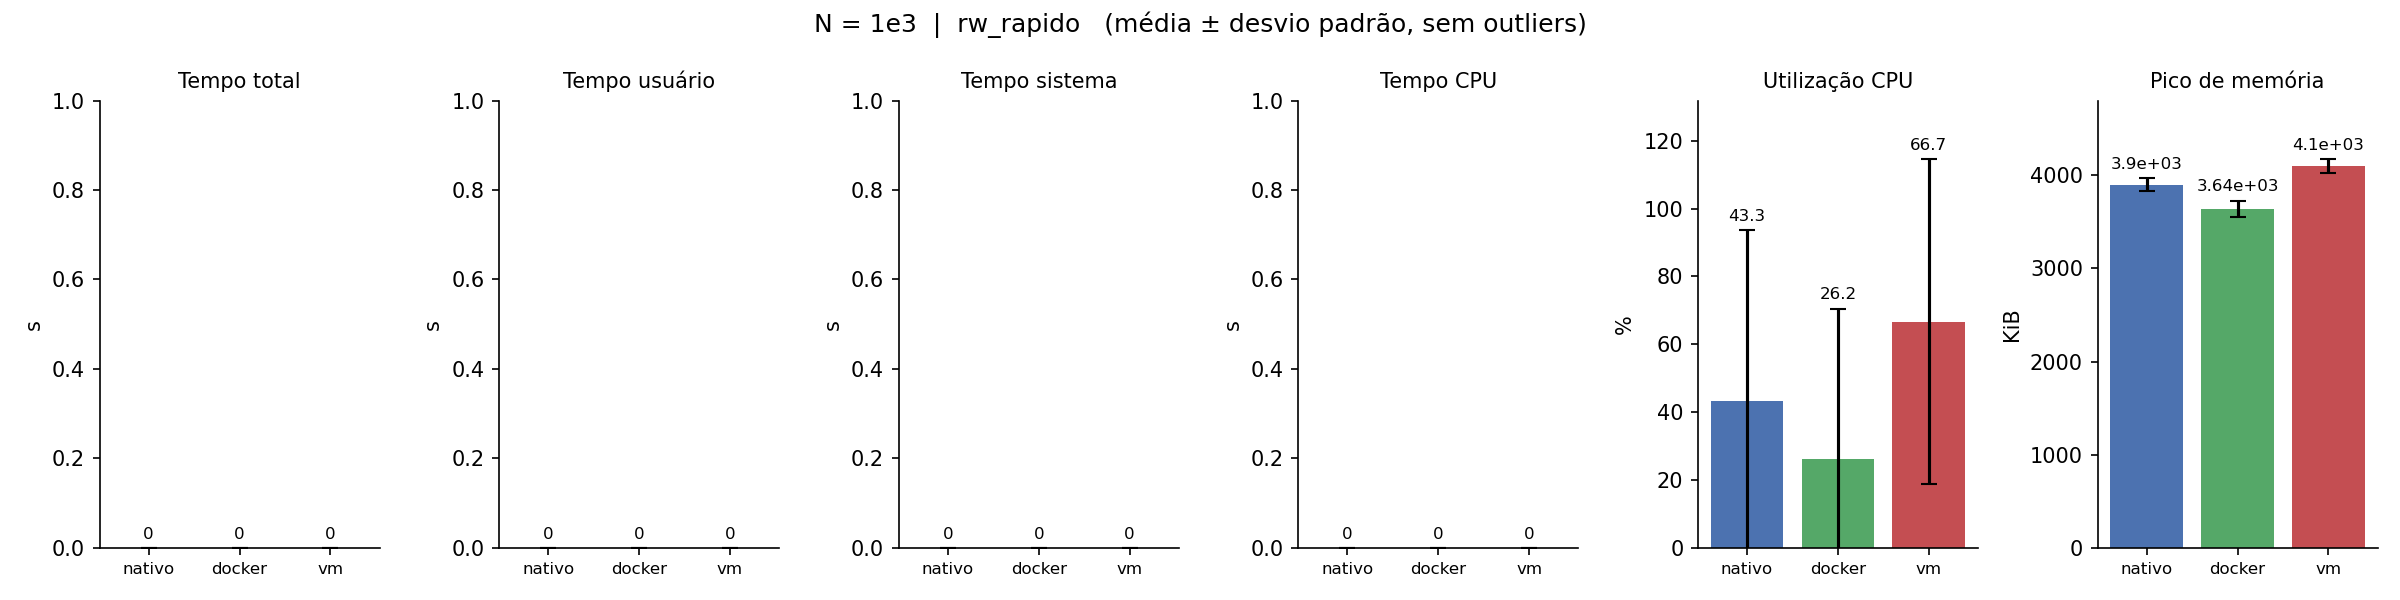 N = 1e3 | rw_rapido (média ± desvio padrão, sem outliers)
Tempo total
1.0
0.8
0.6
0.4
0.2
0.0
s
0 0 0
nativo docker vm
Tempo usuário
1.0
0.8
0.6
0.4
0.2
0.0
s
0 0 0
nativo docker vm
Tempo sistema
1.0
0.8
0.6
0.4
0.2
0.0
s
0 0 0
nativo docker vm
Tempo CPU
1.0
0.8
0.6
0.4
0.2
0.0
s
0 0 0
nativo docker vm
Utilização CPU
120
100
80
60
40
20
0
%
43.3 26.2 66.7
nativo docker vm
Pico de memória
4000
3000
2000
1000
0
KiB
3.9e+03 3.64e+03 4.1e+03
nativo docker vm